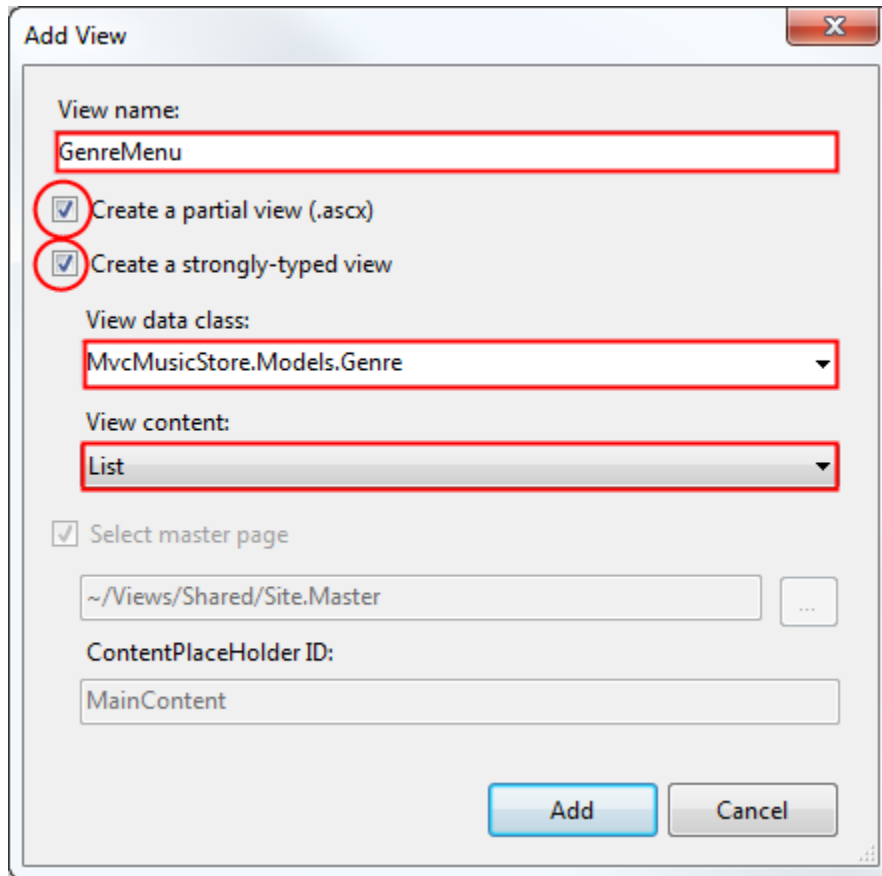 Add View
View name:
GenreMenu
Create a partial view (.ascx)
Create a strongly-typed view
View data class:
MvcMusicStore.Models.Genre
View content:
List
Select master page
~/Views/Shared/Site.Master
...
ContentPlaceHolder ID:
MainContent
Add
Cancel